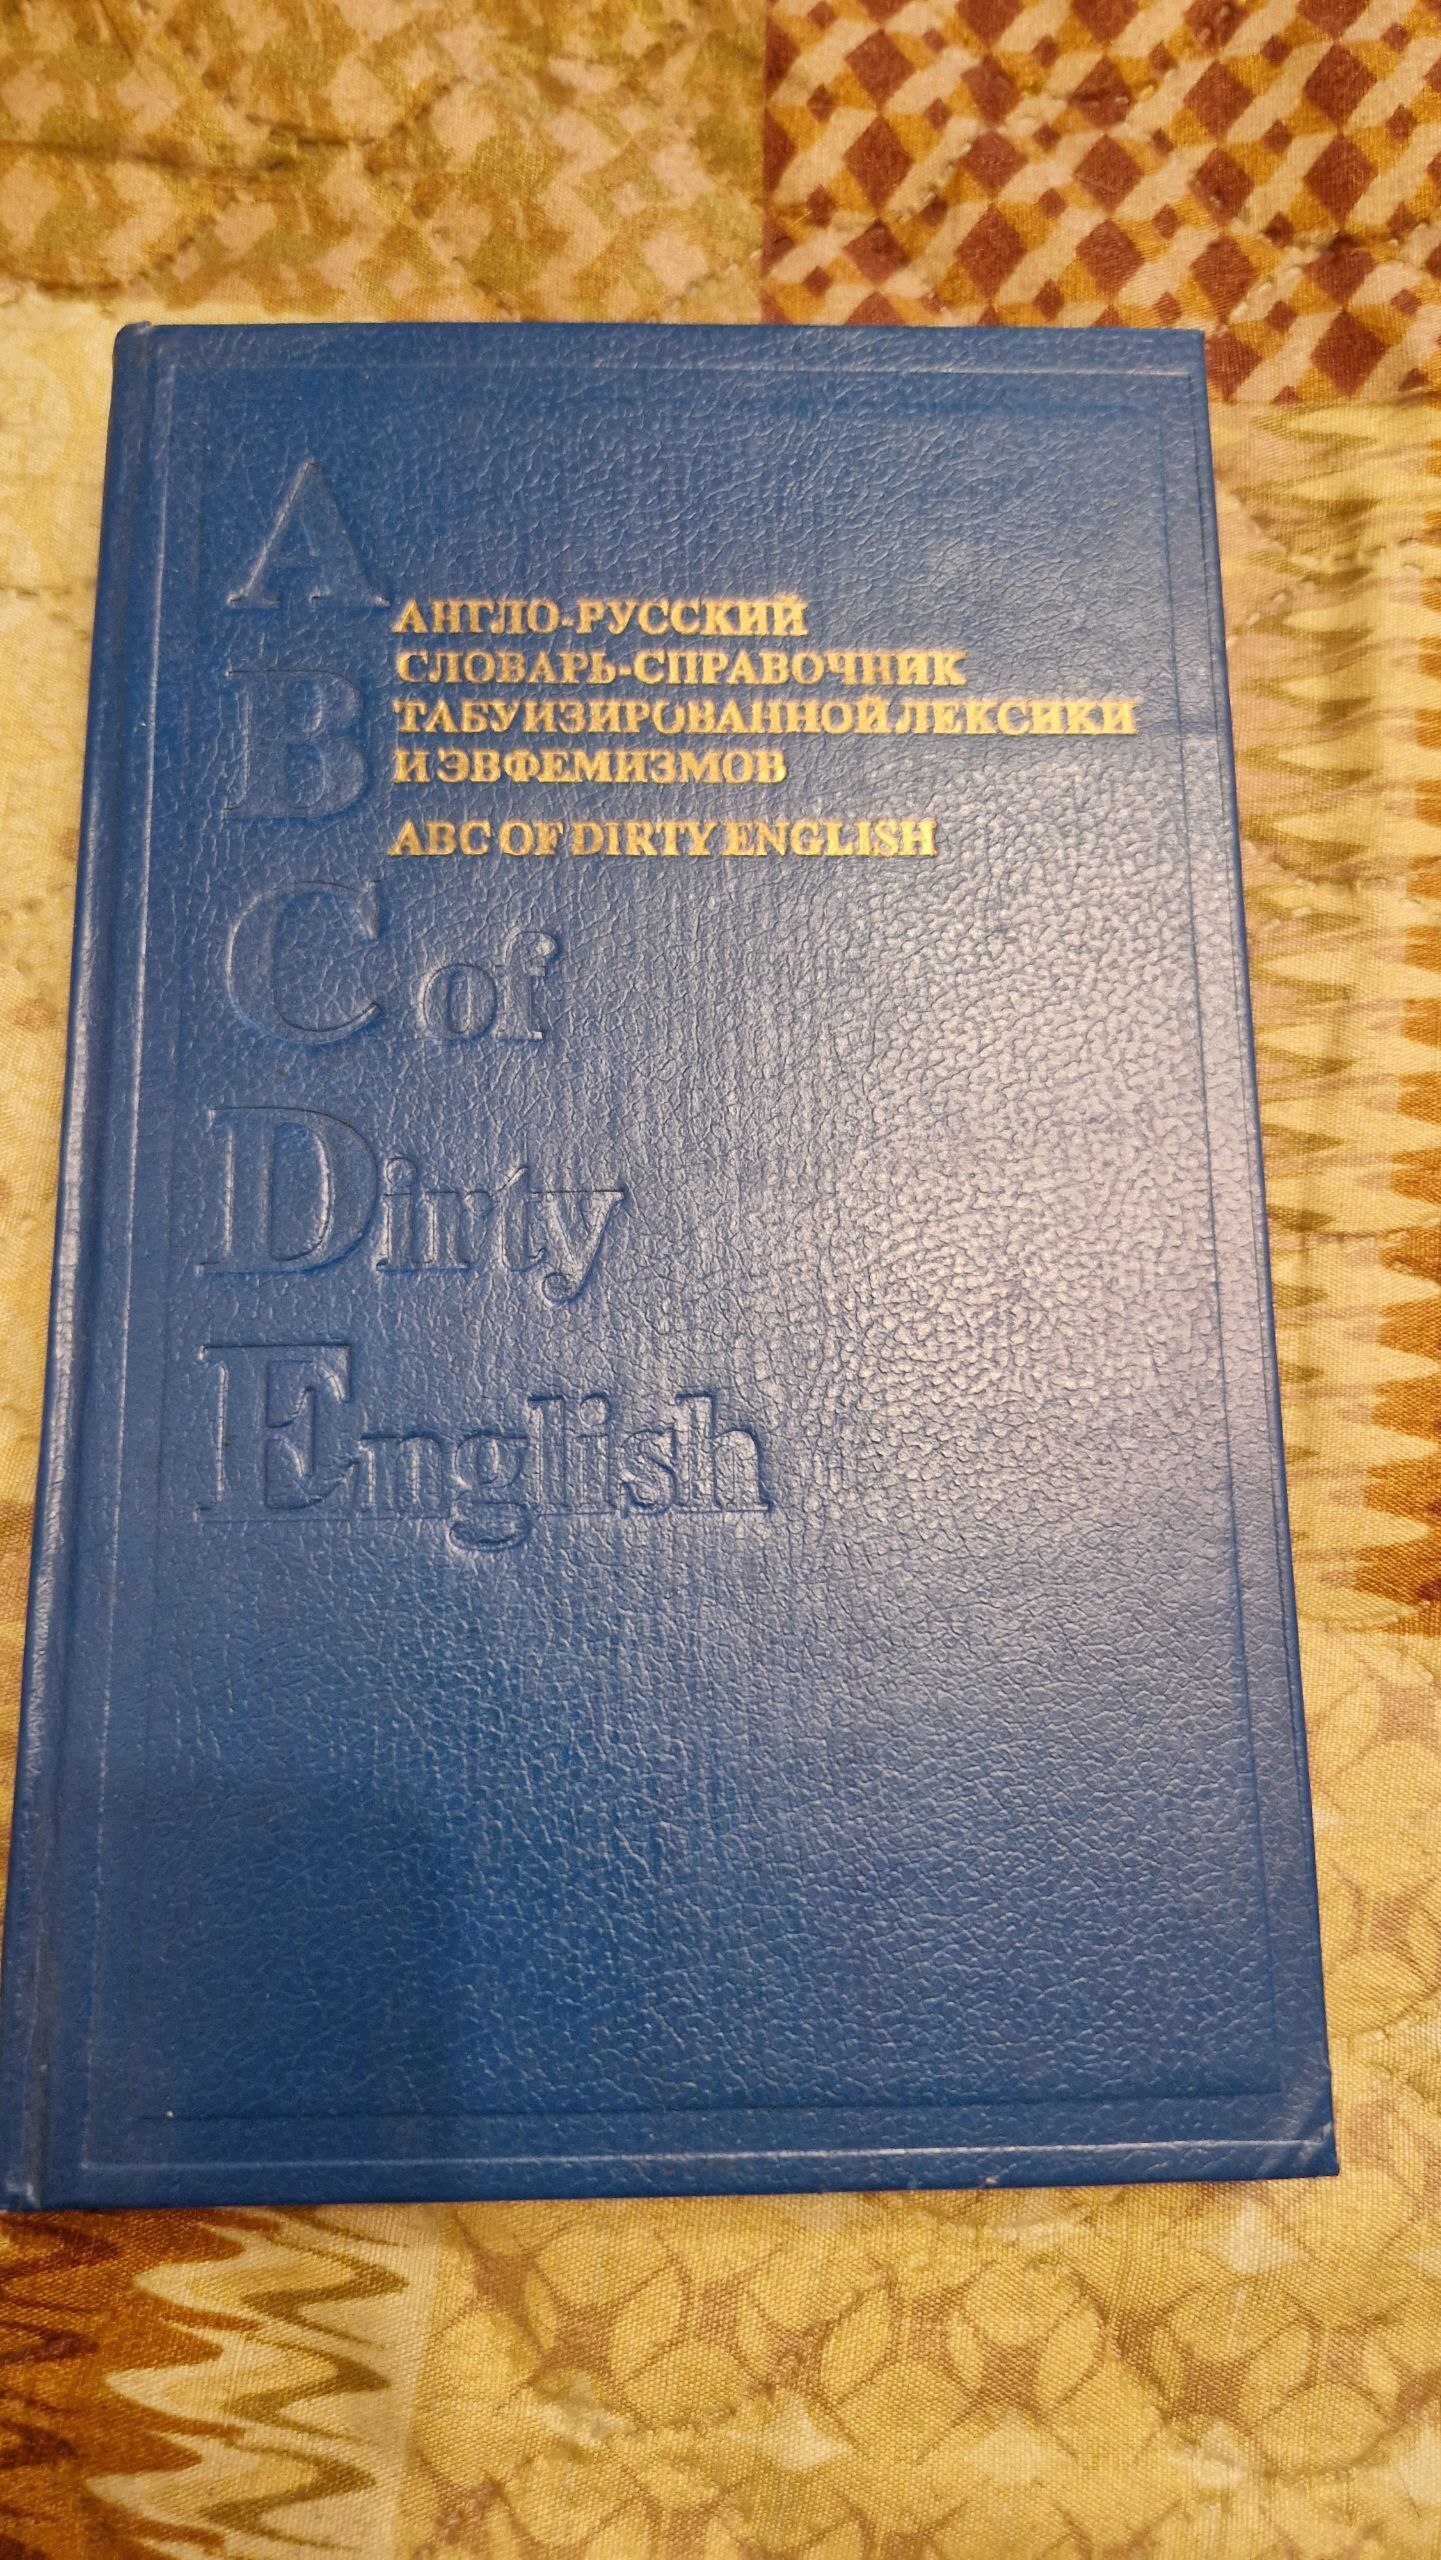 АНГЛО-РУССКИЙ
СЛОВАРЬ-СПРАВОЧНИК
ТАБУИЗИРОВАННОЙ ЛЕКСИКИ
И ЭВФЕМИЗМОВ
ABC OF DIRTY ENGLISH
A
B
C of
Dirty
English